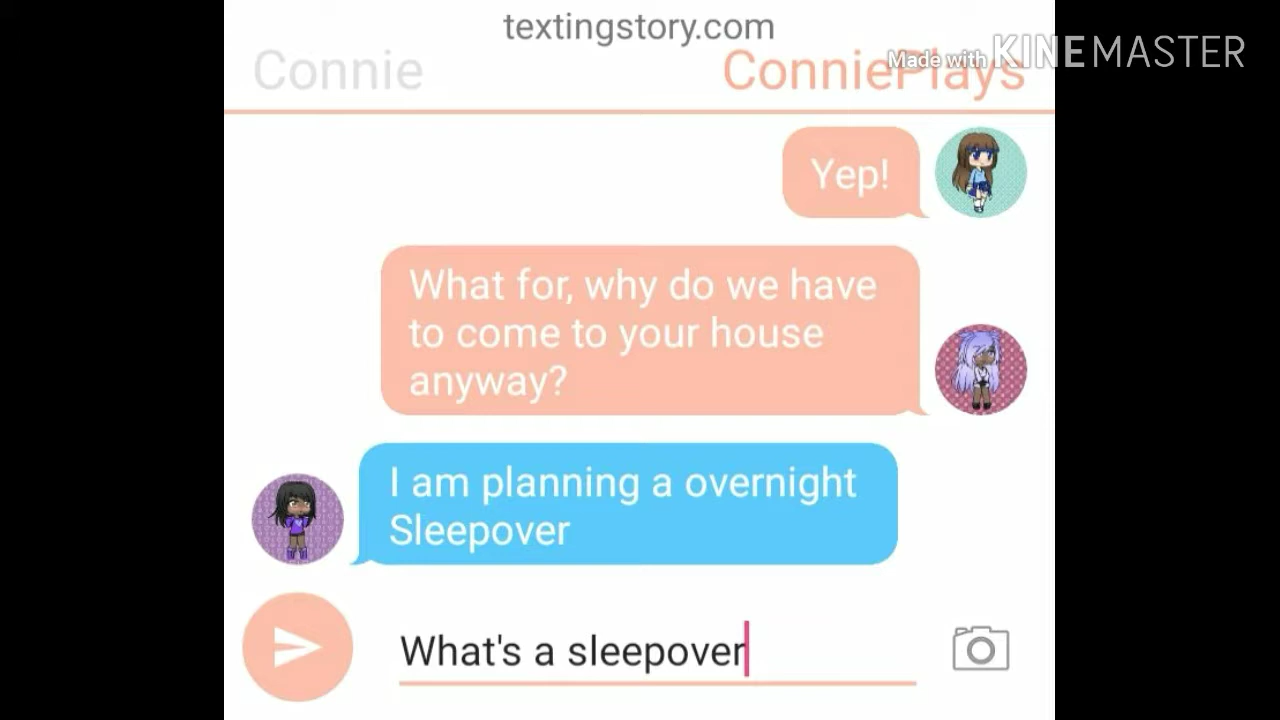 textingstory.com
Connie
ConniePlays
Made with KINEMASTER
Yep!
What for, why do we have
to come to your house
anyway?
I am planning a overnight
Sleepover
What's a sleepover